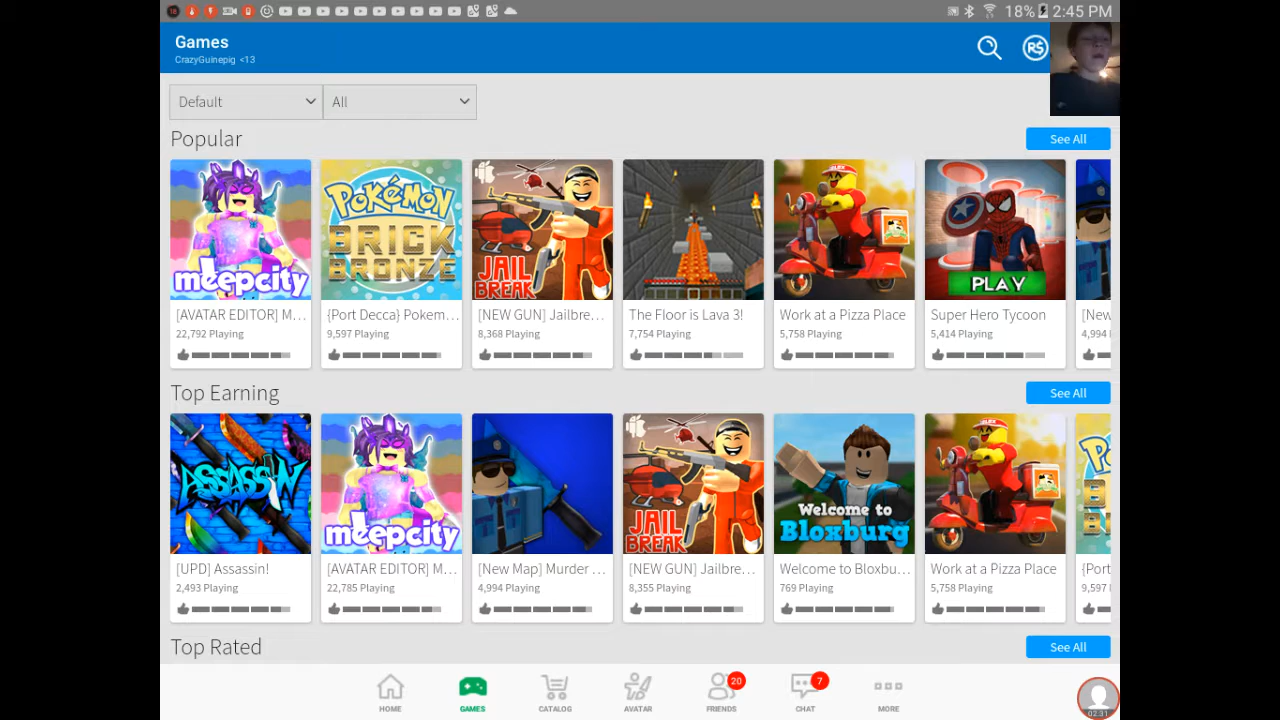 18 18% 2:45 PM
Games
CrazyGuinepig <13
R$
Default All
Popular See All
meepcity
POKéMON
BRICK
BRONZE
JAIL
BREAK
PLAY
[AVATAR EDITOR] M... {Port Decca} Pokem... [NEW GUN] Jailbre... The Floor is Lava 3! Work at a Pizza Place Super Hero Tycoon [New
22,792 Playing 9,597 Playing 8,368 Playing 7,754 Playing 5,758 Playing 5,414 Playing 4,994
Top Earning See All
ASSASSIN
meepcity
JAIL
BREAK
Welcome to
Bloxburg
[UPD] Assassin! [AVATAR EDITOR] M... [New Map] Murder ... [NEW GUN] Jailbre... Welcome to Bloxbu... Work at a Pizza Place {Port
2,493 Playing 22,785 Playing 4,994 Playing 8,355 Playing 769 Playing 5,758 Playing 9,597
Top Rated See All
20 7
HOME GAMES CATALOG AVATAR FRIENDS CHAT MORE
02:31